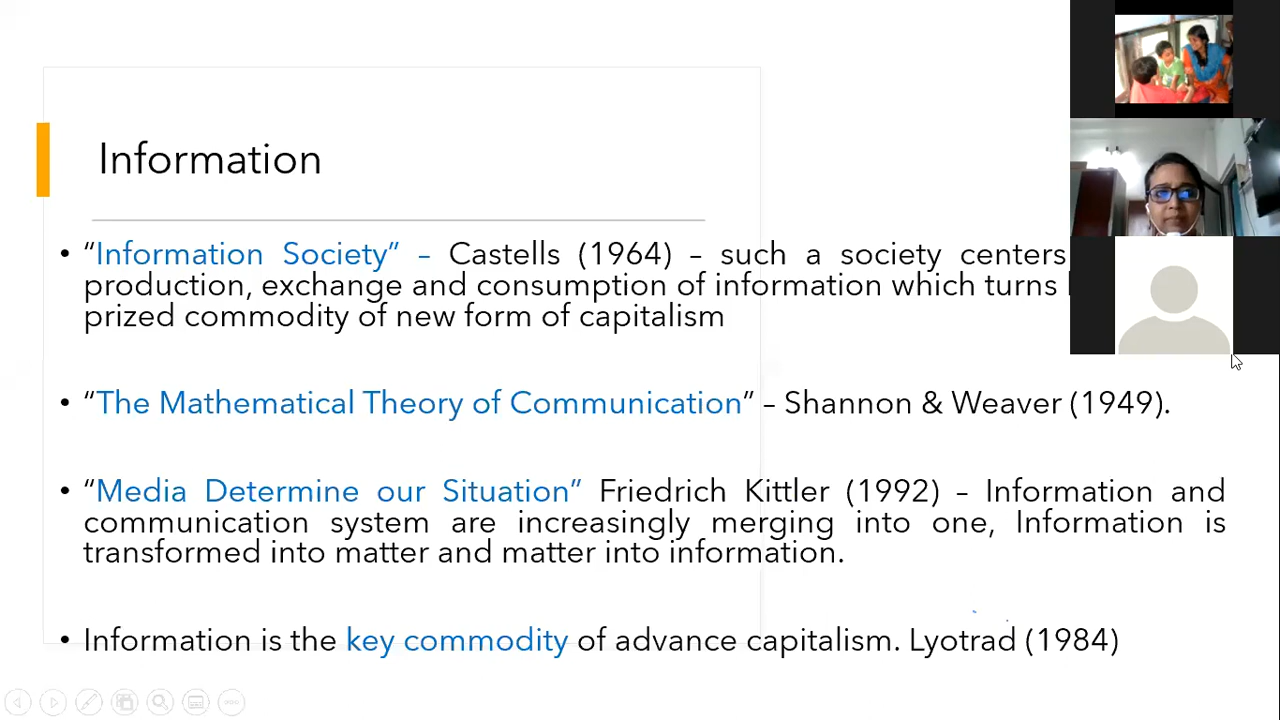 Information
• “Information Society” – Castells (1964) – such a society centers
production, exchange and consumption of information which turns
prized commodity of new form of capitalism
• “The Mathematical Theory of Communication” – Shannon & Weaver (1949).
• “Media Determine our Situation” Friedrich Kittler (1992) – Information and
communication system are increasingly merging into one, Information is
transformed into matter and matter into information.
• Information is the key commodity of advance capitalism. Lyotrad (1984)